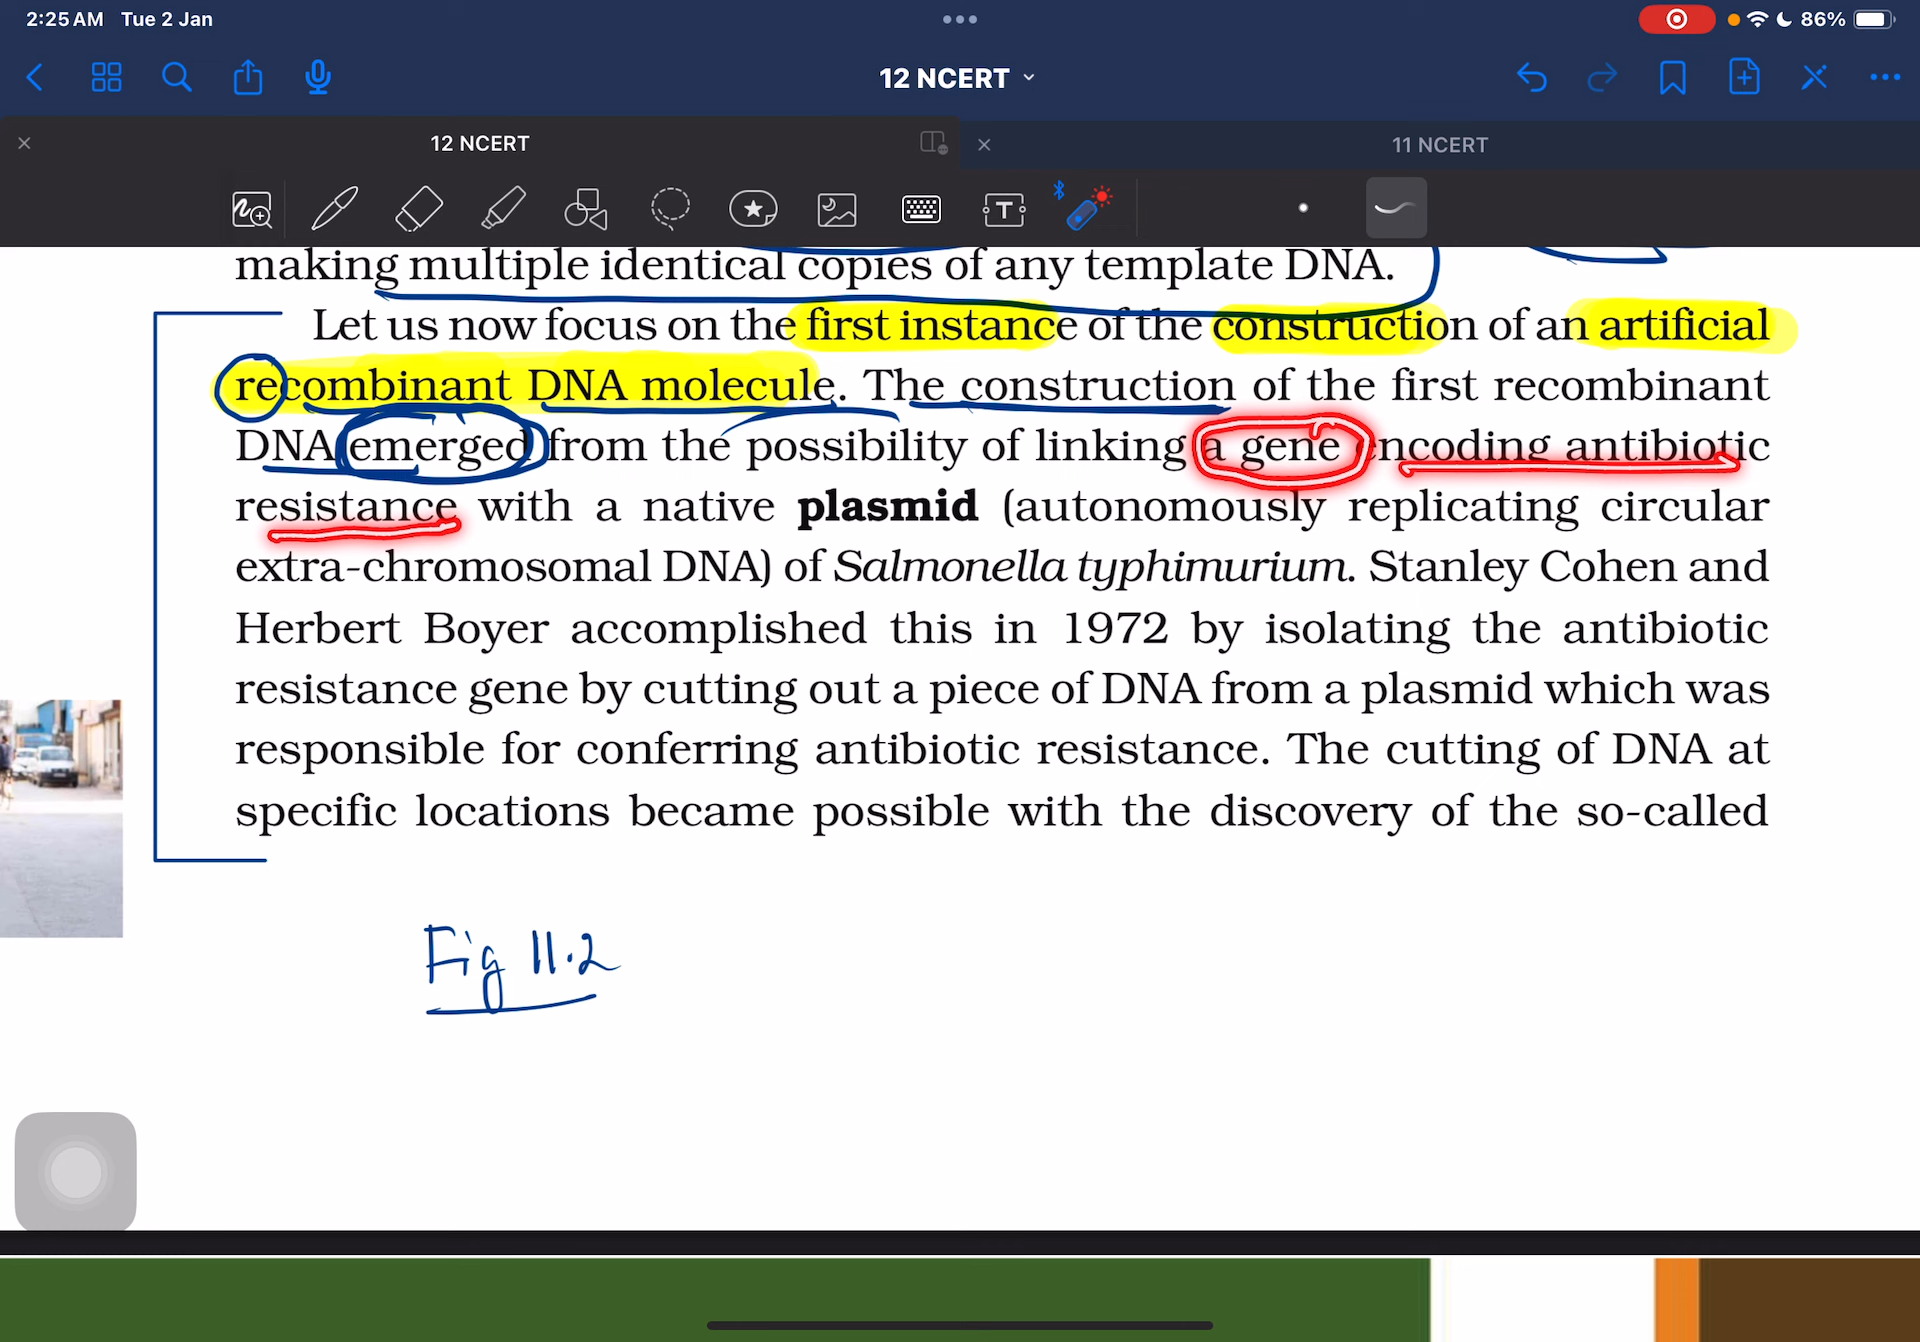 2:25 AM Tue 2 Jan
86%
12 NCERT
12 NCERT
11 NCERT
making multiple identical copies of any template DNA.
Let us now focus on the first instance of the construction of an artificial
recombinant DNA molecule. The construction of the first recombinant
DNA emerged from the possibility of linking a gene encoding antibiotic
resistance with a native plasmid (autonomously replicating circular
extra-chromosomal DNA) of Salmonella typhimurium. Stanley Cohen and
Herbert Boyer accomplished this in 1972 by isolating the antibiotic
resistance gene by cutting out a piece of DNA from a plasmid which was
responsible for conferring antibiotic resistance. The cutting of DNA at
specific locations became possible with the discovery of the so-called
Fig 11.2